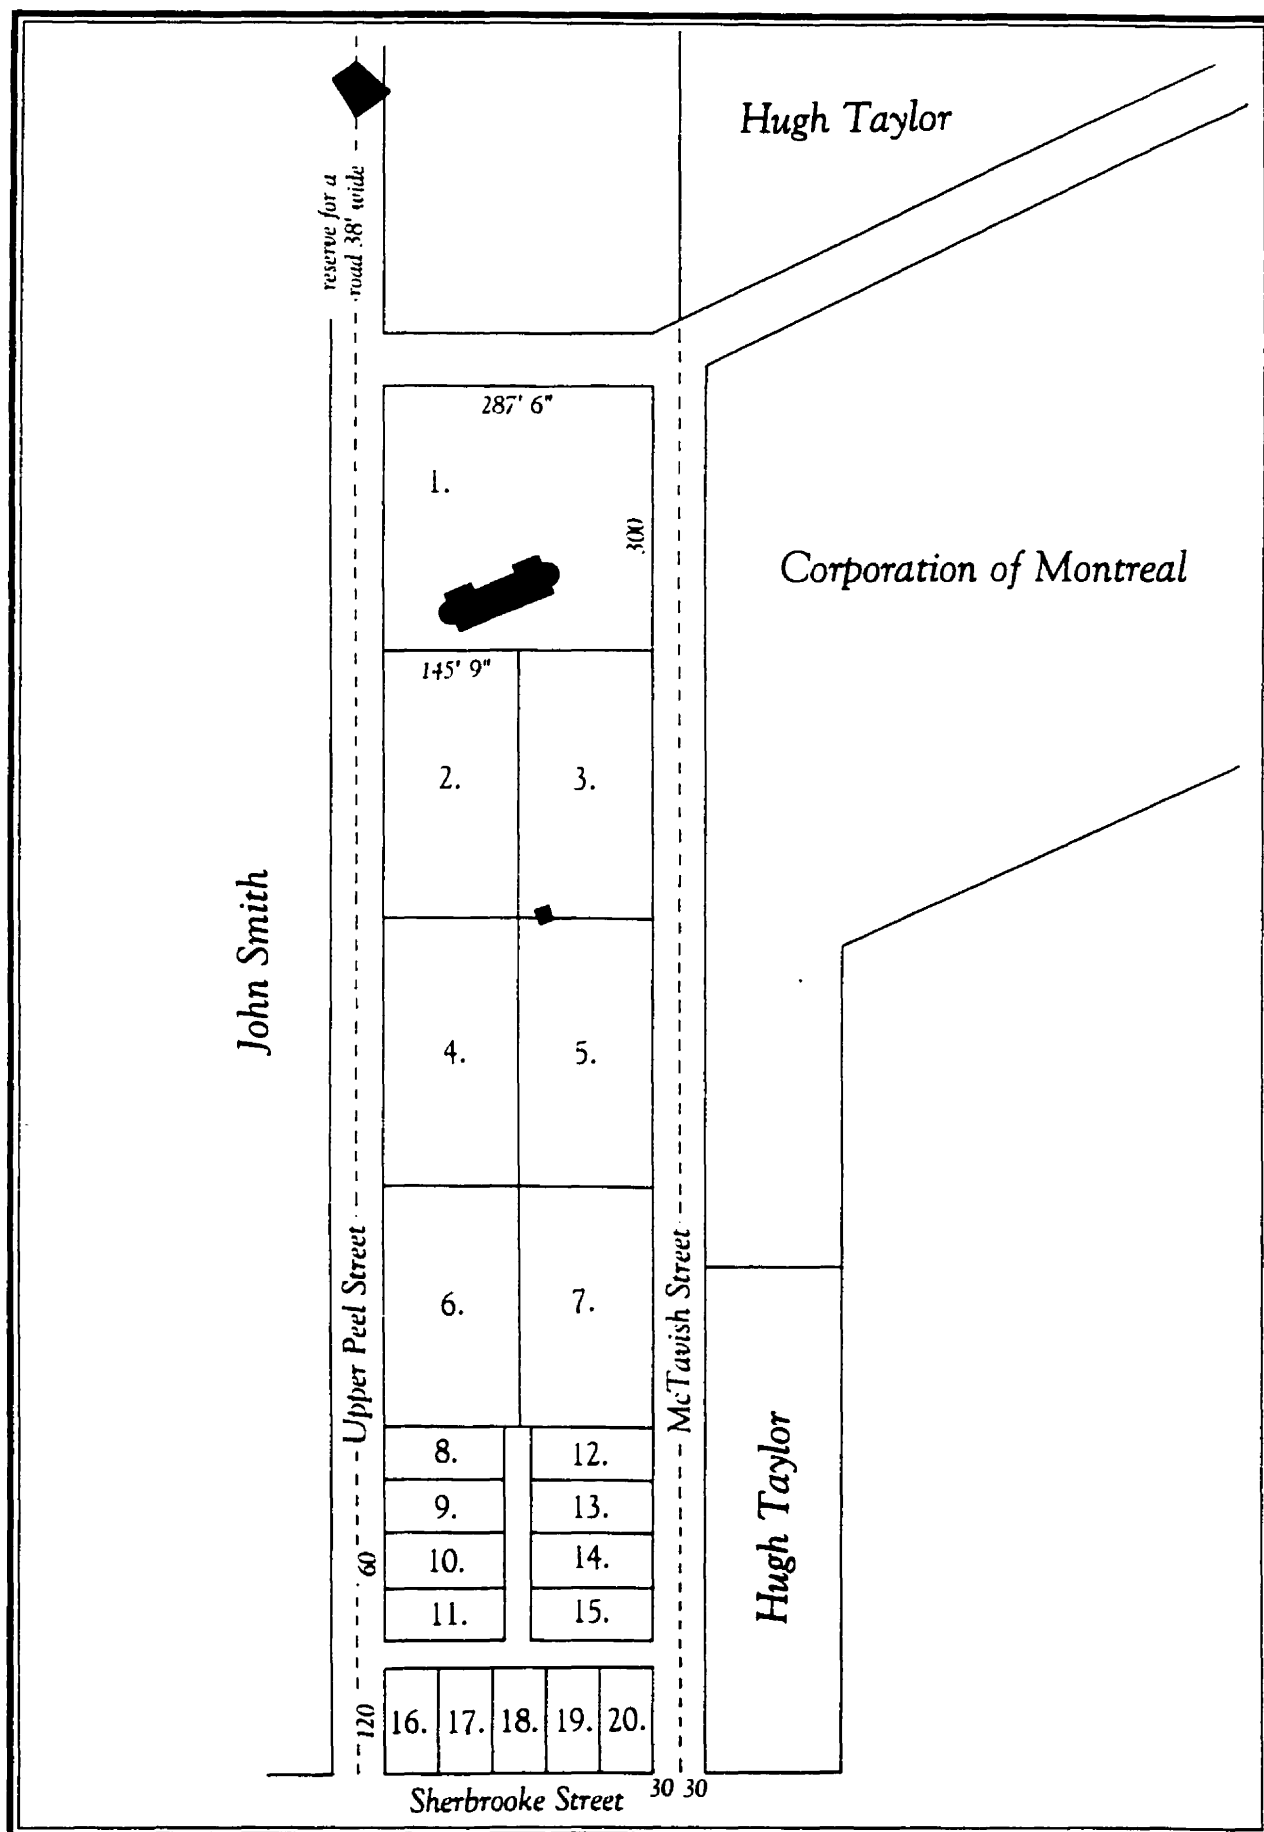 Hugh Taylor
reserve for a
road 38' wide
287' 6"
1.
300
Corporation of Montreal
145' 9"
2.
3.
John Smith
4.
5.
Upper Peel Street
McTavish Street
6.
7.
Hugh Taylor
8.
12.
9.
13.
60
10.
14.
11.
15.
120
16. 17. 18. 19. 20.
30 30
Sherbrooke Street